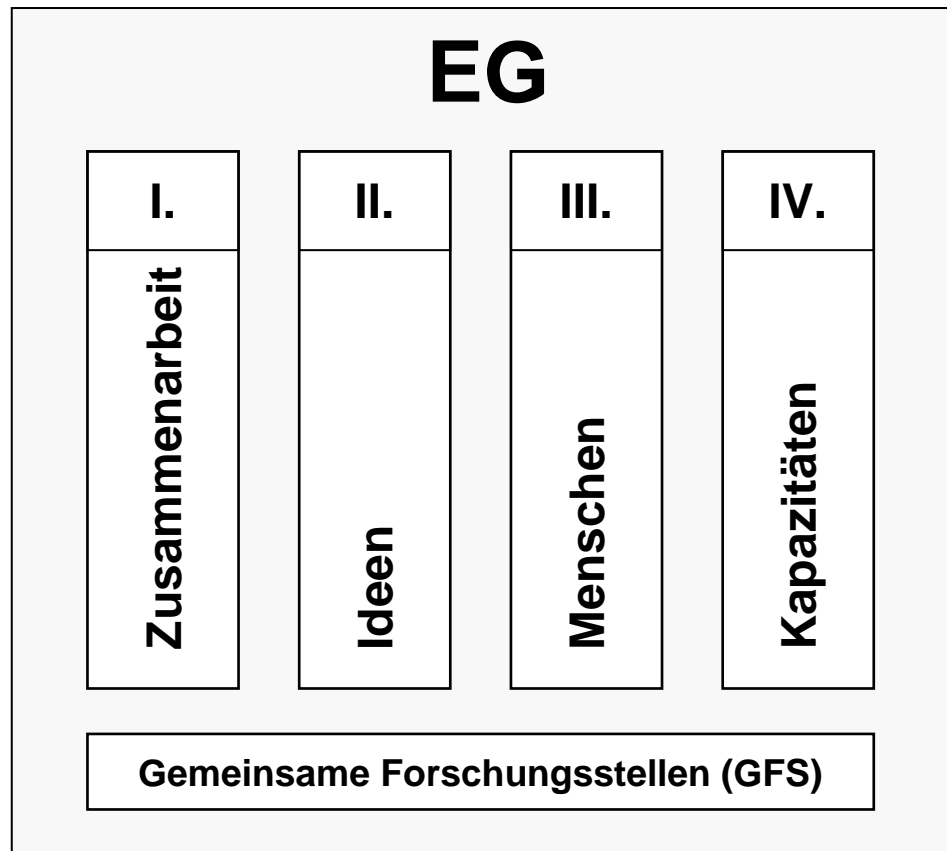 EG
I.
Zusammenarbeit
II.
Ideen
III.
Menschen
IV.
Kapazitäten
Gemeinsame Forschungsstellen (GFS)